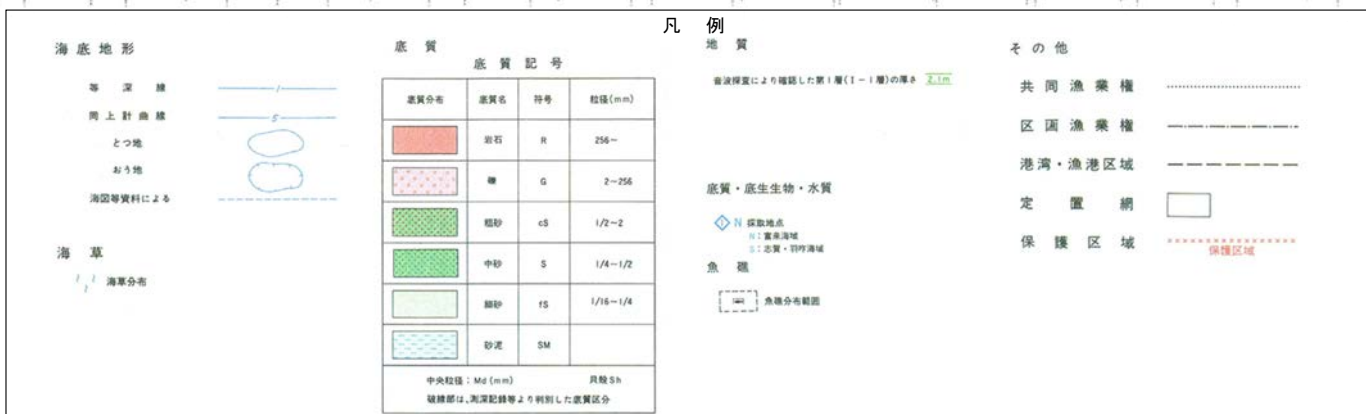 凡 例
海底地形
等深線
1
同上計曲線
5
とつ地
おう地
海図等資料による
海草
海草分布
底質
底質記号
底質分布 底質名 符号 粒径(mm)
岩石 R 256~
礫 G 2~256
粗砂 cS 1/2~2
中砂 S 1/4~1/2
細砂 fS 1/16~1/4
砂泥 SM
中央粒径:Md(mm) 貝殻Sh
破線部は、測深記録等より判別した底質区分
地質
音波探査により確認した第1層(I-1層)の厚さ 2.1m
底質・底生生物・水質
N 採取地点
N:富来海域
S:志賀・羽咋海域
魚礁
魚礁分布範囲
その他
共同漁業権
区画漁業権
港湾・漁港区域
定置網
保護区域
保護区域